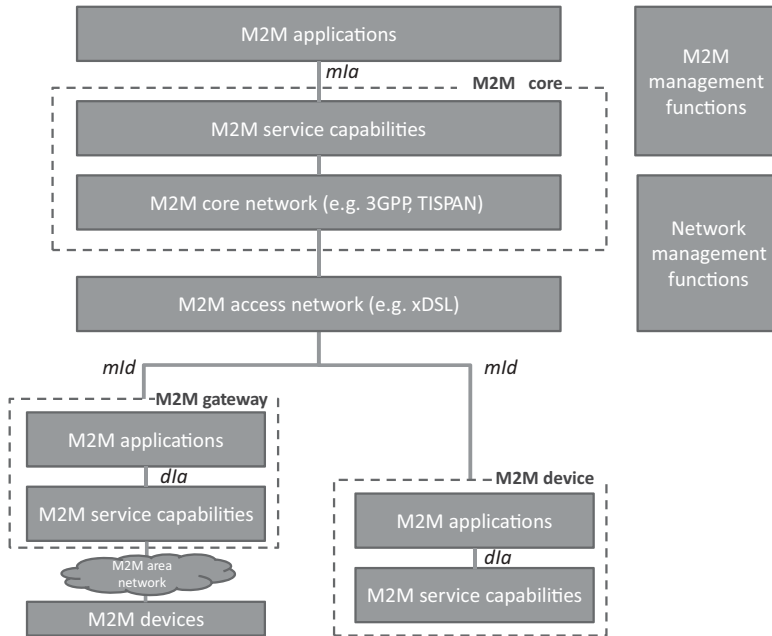 M2M applications
mIa
M2M core
M2M service capabilities
M2M core network (e.g. 3GPP, TISPAN)
M2M access network (e.g. xDSL)
M2M
management
functions
Network
management
functions
mId
mId
M2M gateway
M2M applications
dIa
M2M service capabilities
M2M area
network
M2M devices
M2M device
M2M applications
dIa
M2M service capabilities